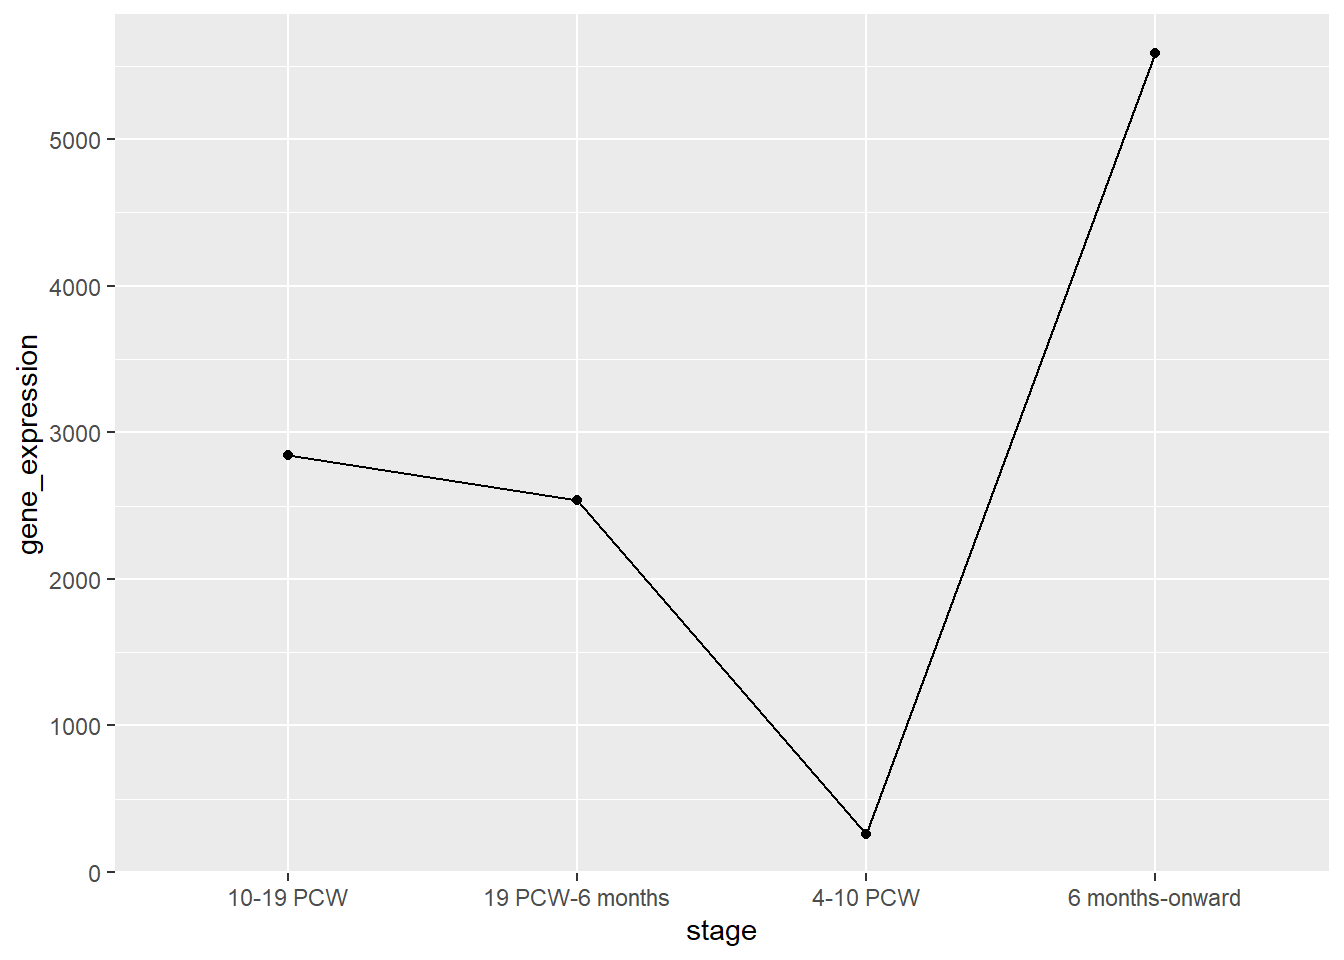 gene_expression
5000
4000
3000
2000
1000
0
10-19 PCW
19 PCW-6 months
4-10 PCW
6 months-onward
stage